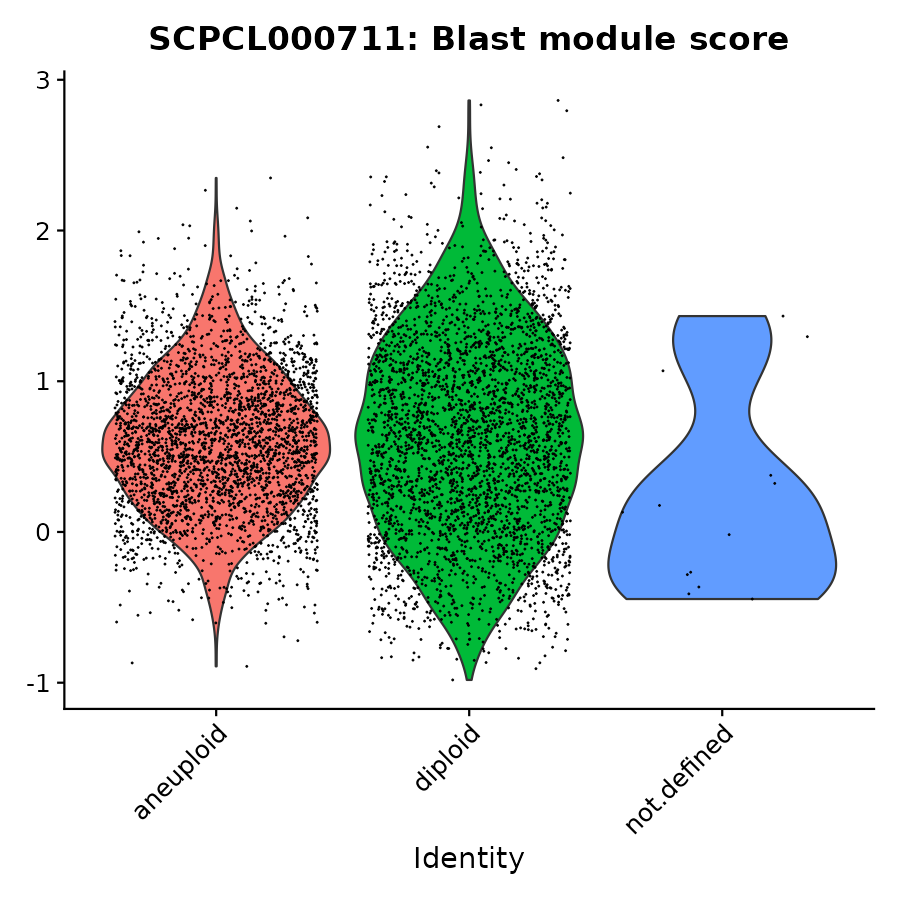 SCPCL000711: Blast module score
3
2
1
0
-1
aneuploid
diploid
not.defined
Identity